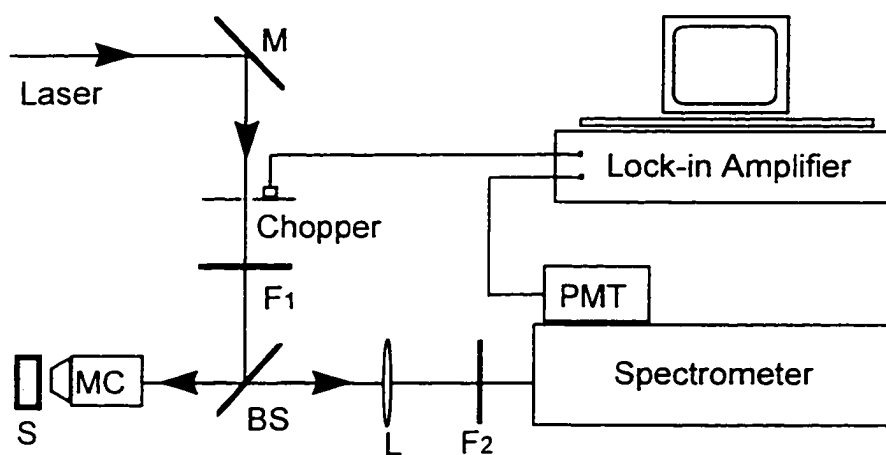 M
Laser
Lock-in Amplifier
Chopper
F1
PMT
MC
Spectrometer
S
BS
L
F2